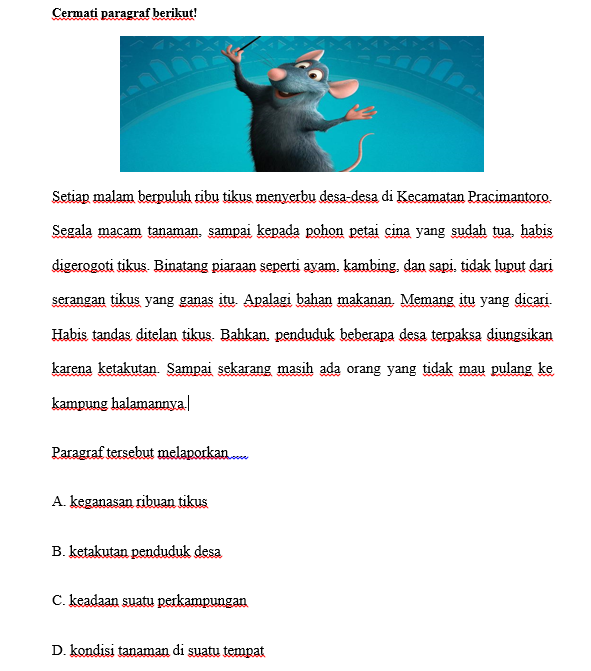 Cermati paragraf berikut!
Setiap malam berpuluh ribu tikus menyerbu desa-desa di Kecamatan Pracimantoro.
Segala macam tanaman, sampai kepada pohon petai cina yang sudah tua, habis
digerogoti tikus. Binatang piaraan seperti ayam, kambing, dan sapi, tidak luput dari
serangan tikus yang ganas itu. Apalagi bahan makanan. Memang itu yang dicari.
Habis tandas ditelan tikus. Bahkan, penduduk beberapa desa terpaksa diungsikan
karena ketakutan. Sampai sekarang masih ada orang yang tidak mau pulang ke
kampung halamannya.
Paragraf tersebut melaporkan ....
A. keganasan ribuan tikus
B. ketakutan penduduk desa
C. keadaan suatu perkampungan
D. kondisi tanaman di suatu tempat